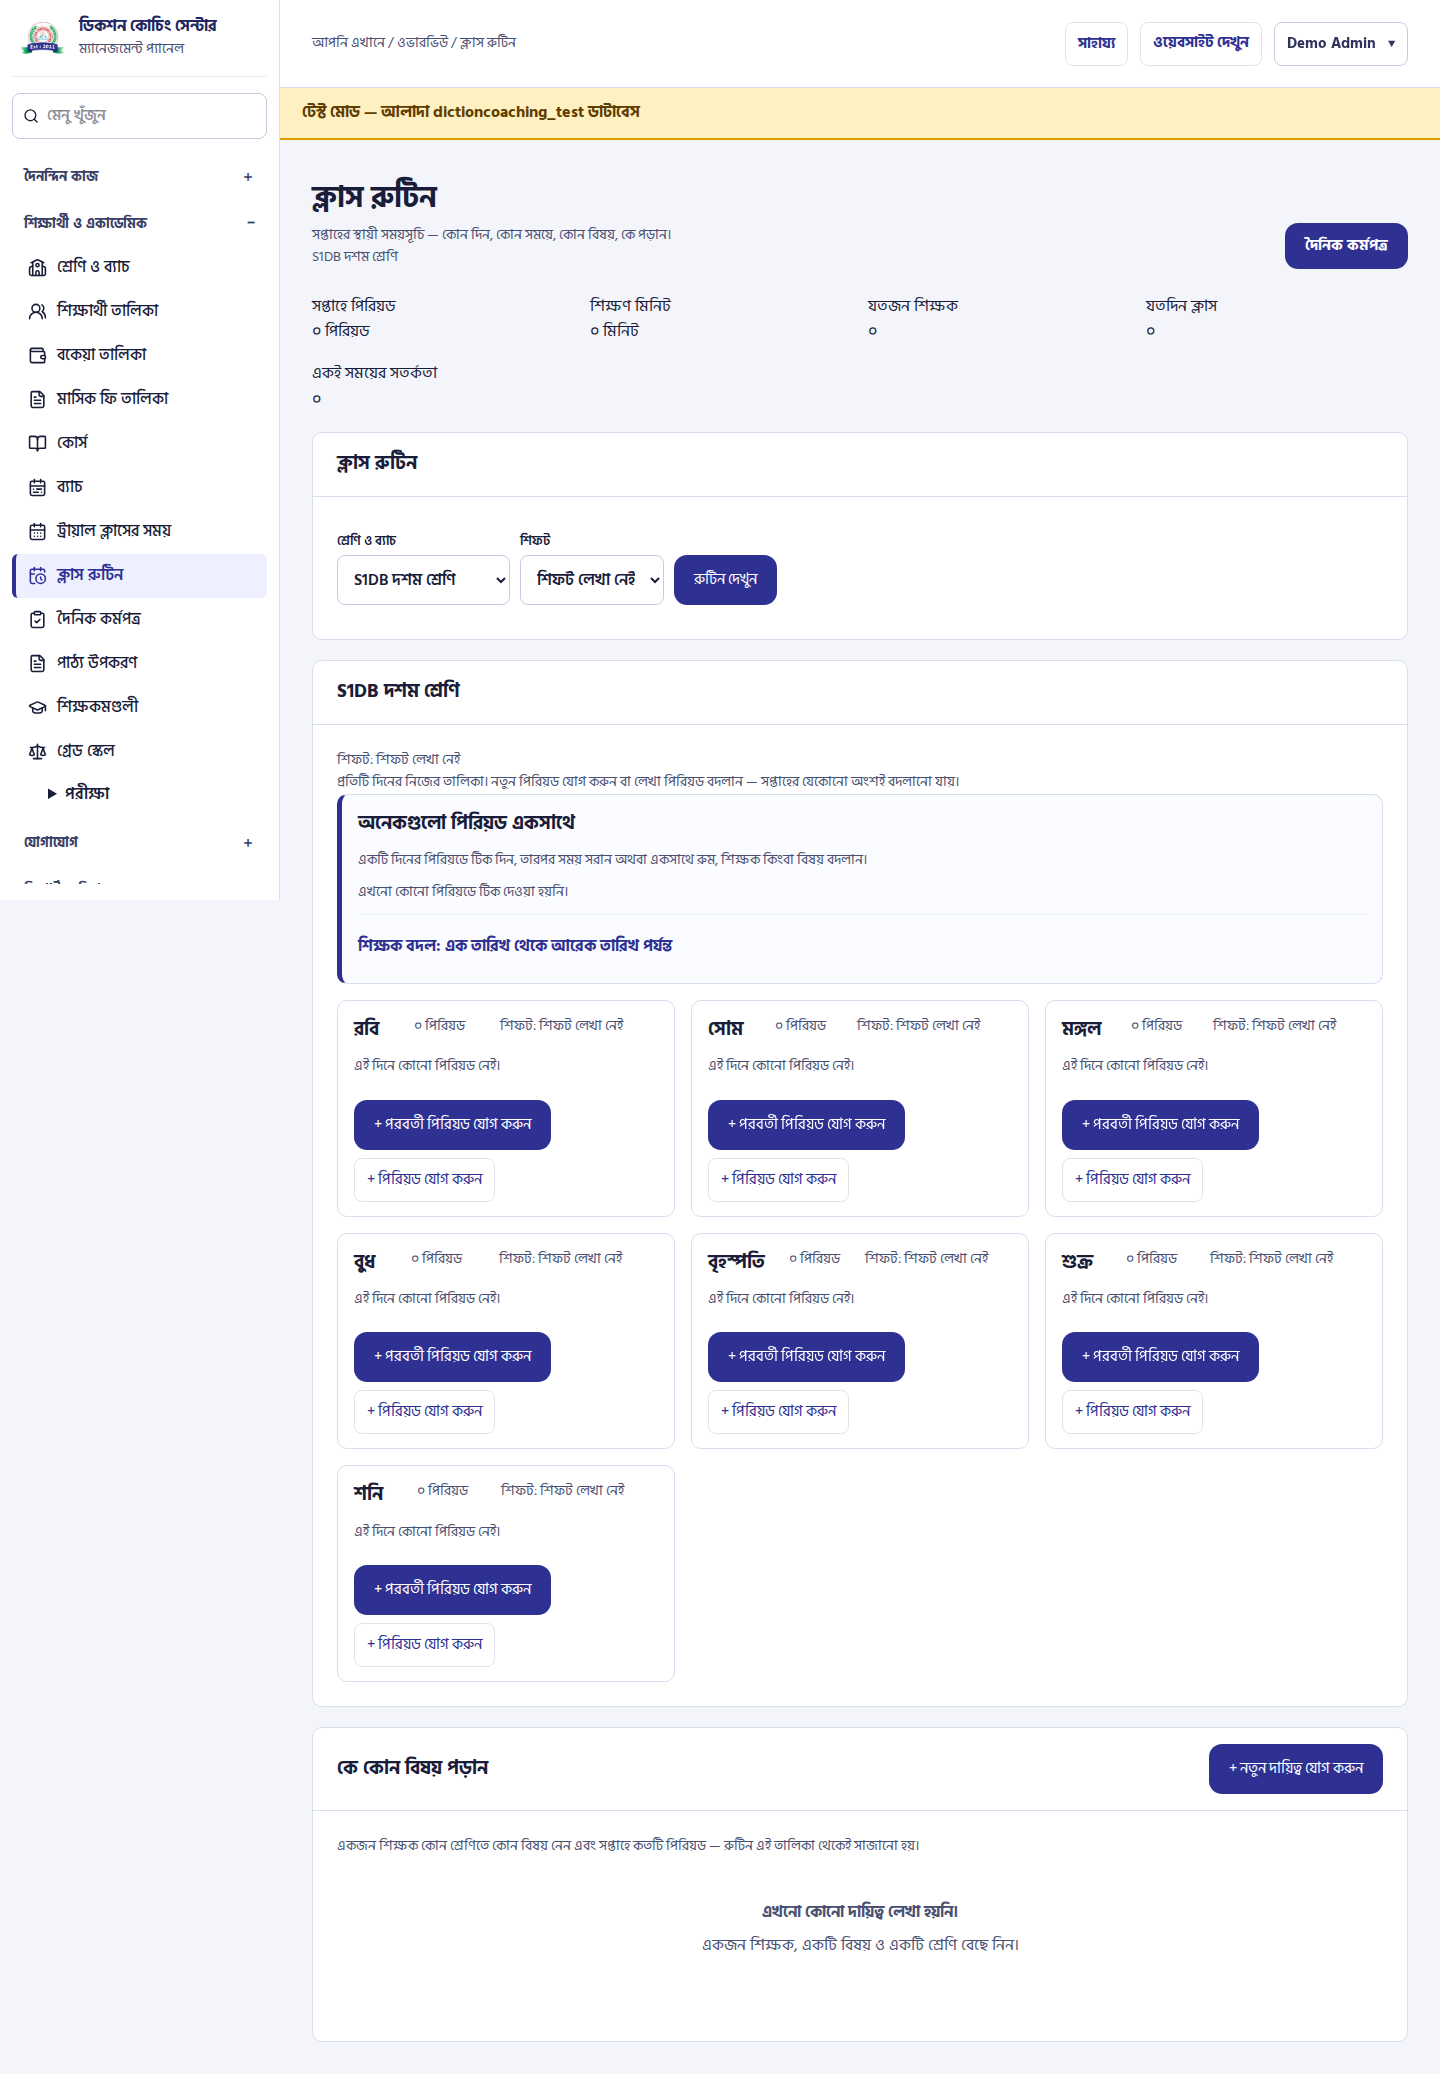 ডিকশন কোচিং সেন্টার
ম্যানেজমেন্ট প্যানেল
মেনু খুঁজুন
দৈনন্দিন কাজ +
শিক্ষার্থী ও একাডেমিক −
শ্রেণি ও ব্যাচ
শিক্ষার্থী তালিকা
বকেয়া তালিকা
মাসিক ফি তালিকা
কোর্স
ব্যাচ
ট্রায়াল ক্লাসের সময়
ক্লাস রুটিন
দৈনিক কর্মপত্র
পাঠ্য উপকরণ
শিক্ষকমণ্ডলী
গ্রেড স্কেল
▶ পরীক্ষা
যোগাযোগ +
আপনি এখানে / ওভারভিউ / ক্লাস রুটিন
সাহায্য
ওয়েবসাইট দেখুন
Demo Admin ▾
টেস্ট মোড — আলাদা dictioncoaching_test ডাটাবেস
ক্লাস রুটিন
সপ্তাহের স্থায়ী সময়সূচি — কোন দিন, কোন সময়ে, কোন বিষয়, কে পড়ান।
S1DB দশম শ্রেণি
দৈনিক কর্মপত্র
সপ্তাহে পিরিয়ড
০ পিরিয়ড
শিক্ষণ মিনিট
০ মিনিট
যতজন শিক্ষক
০
যতদিন ক্লাস
০
একই সময়ের সতর্কতা
০
ক্লাস রুটিন
শ্রেণি ও ব্যাচ
S1DB দশম শ্রেণি
শিফট
শিফট লেখা নেই
রুটিন দেখুন
S1DB দশম শ্রেণি
শিফট: শিফট লেখা নেই
প্রতিটি দিনের নিজের তালিকা। নতুন পিরিয়ড যোগ করুন বা লেখা পিরিয়ড বদলান — সপ্তাহের যেকোনো অংশই বদলানো যায়।
অনেকগুলো পিরিয়ড একসাথে
একটি দিনের পিরিয়ডে টিক দিন, তারপর সময় সরান অথবা একসাথে রুম, শিক্ষক কিংবা বিষয় বদলান।
এখনো কোনো পিরিয়ডে টিক দেওয়া হয়নি।
শিক্ষক বদল: এক তারিখ থেকে আরেক তারিখ পর্যন্ত
রবি ০ পিরিয়ড শিফট: শিফট লেখা নেই
এই দিনে কোনো পিরিয়ড নেই।
+ পরবর্তী পিরিয়ড যোগ করুন
+ পিরিয়ড যোগ করুন
সোম ০ পিরিয়ড শিফট: শিফট লেখা নেই
এই দিনে কোনো পিরিয়ড নেই।
+ পরবর্তী পিরিয়ড যোগ করুন
+ পিরিয়ড যোগ করুন
মঙ্গল ০ পিরিয়ড শিফট: শিফট লেখা নেই
এই দিনে কোনো পিরিয়ড নেই।
+ পরবর্তী পিরিয়ড যোগ করুন
+ পিরিয়ড যোগ করুন
বুধ ০ পিরিয়ড শিফট: শিফট লেখা নেই
এই দিনে কোনো পিরিয়ড নেই।
+ পরবর্তী পিরিয়ড যোগ করুন
+ পিরিয়ড যোগ করুন
বৃহস্পতি ০ পিরিয়ড শিফট: শিফট লেখা নেই
এই দিনে কোনো পিরিয়ড নেই।
+ পরবর্তী পিরিয়ড যোগ করুন
+ পিরিয়ড যোগ করুন
শুক্র ০ পিরিয়ড শিফট: শিফট লেখা নেই
এই দিনে কোনো পিরিয়ড নেই।
+ পরবর্তী পিরিয়ড যোগ করুন
+ পিরিয়ড যোগ করুন
শনি ০ পিরিয়ড শিফট: শিফট লেখা নেই
এই দিনে কোনো পিরিয়ড নেই।
+ পরবর্তী পিরিয়ড যোগ করুন
+ পিরিয়ড যোগ করুন
কে কোন বিষয় পড়ান
+ নতুন দায়িত্ব যোগ করুন
একজন শিক্ষক কোন শ্রেণিতে কোন বিষয় নেন এবং সপ্তাহে কতটি পিরিয়ড — রুটিন এই তালিকা থেকেই সাজানো হয়।
এখনো কোনো দায়িত্ব লেখা হয়নি।
একজন শিক্ষক, একটি বিষয় ও একটি শ্রেণি বেছে নিন।